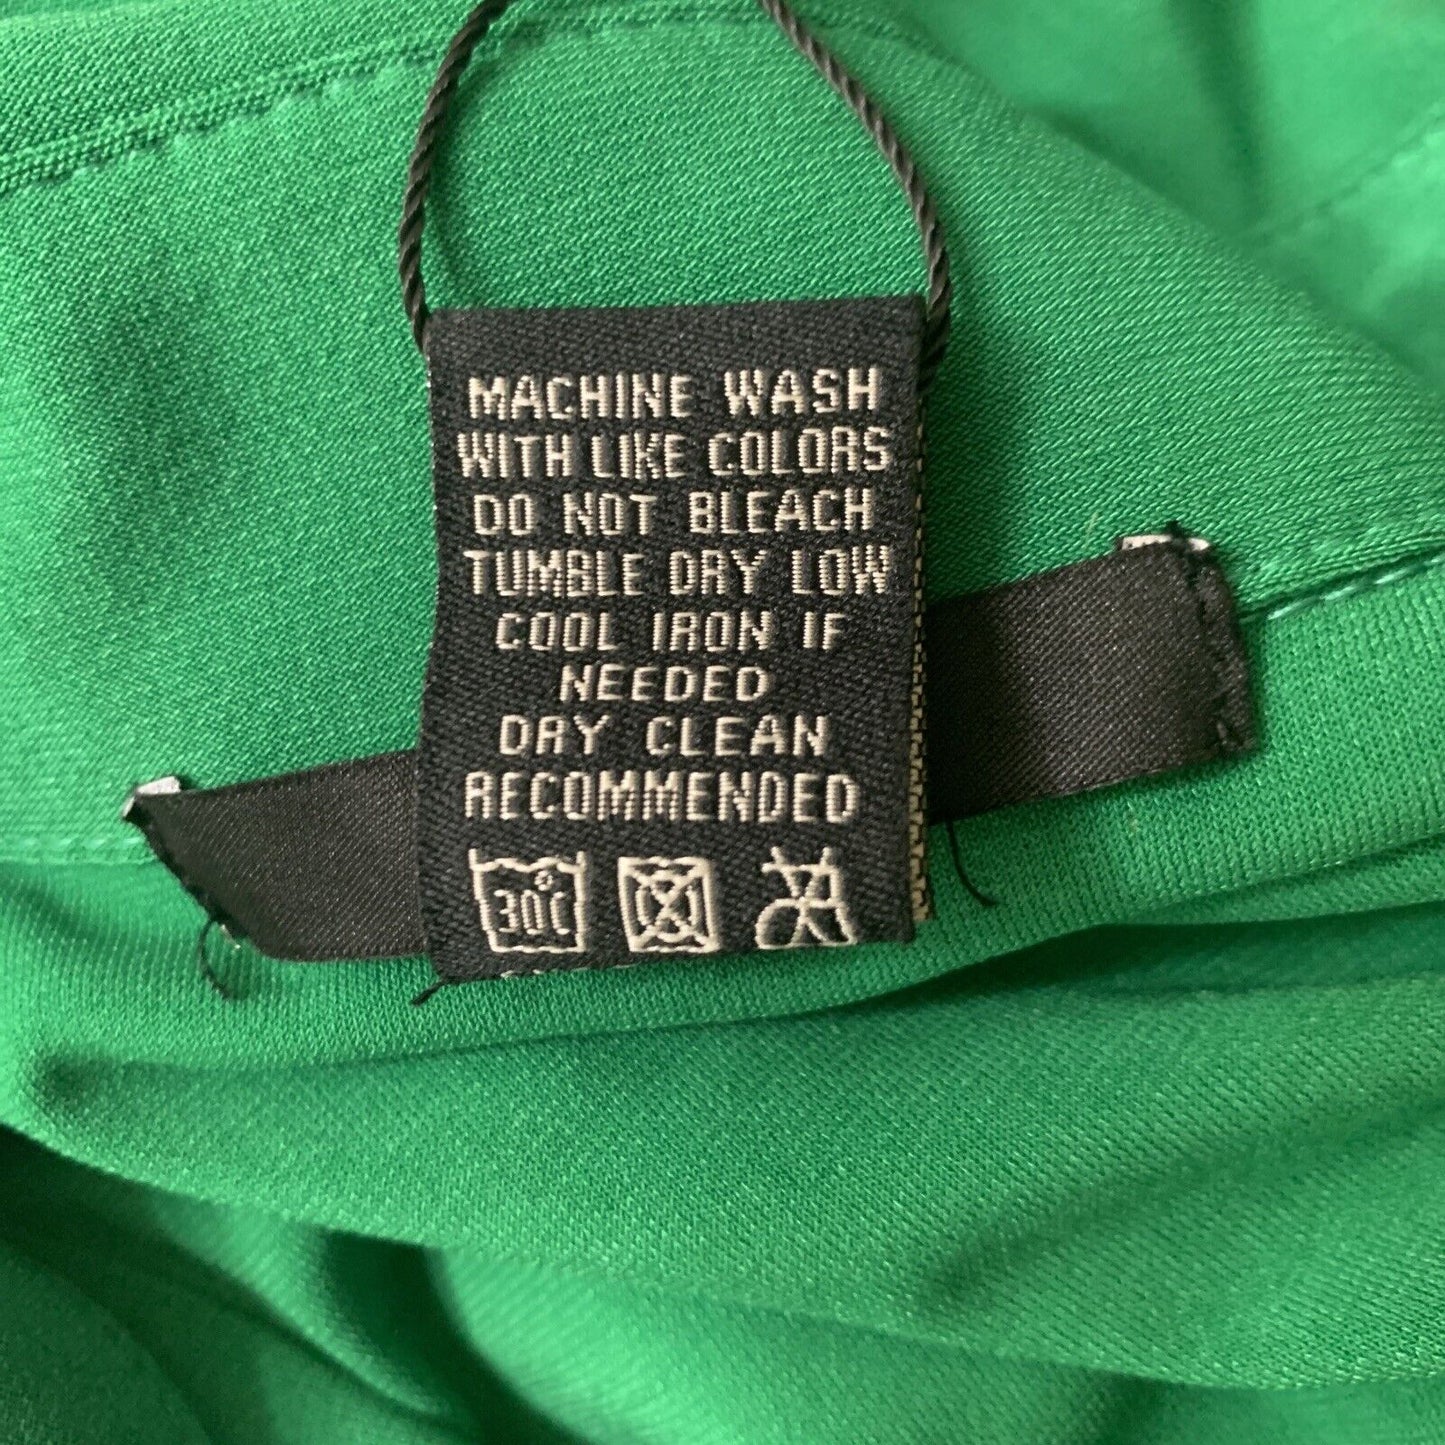 MACHINE WASH
WITH LIKE COLORS
DO NOT BLEACH
TUMBLE DRY LOW
COOL IRON IF
NEEDED
DRY CLEAN
RECOMMENDED
30°C